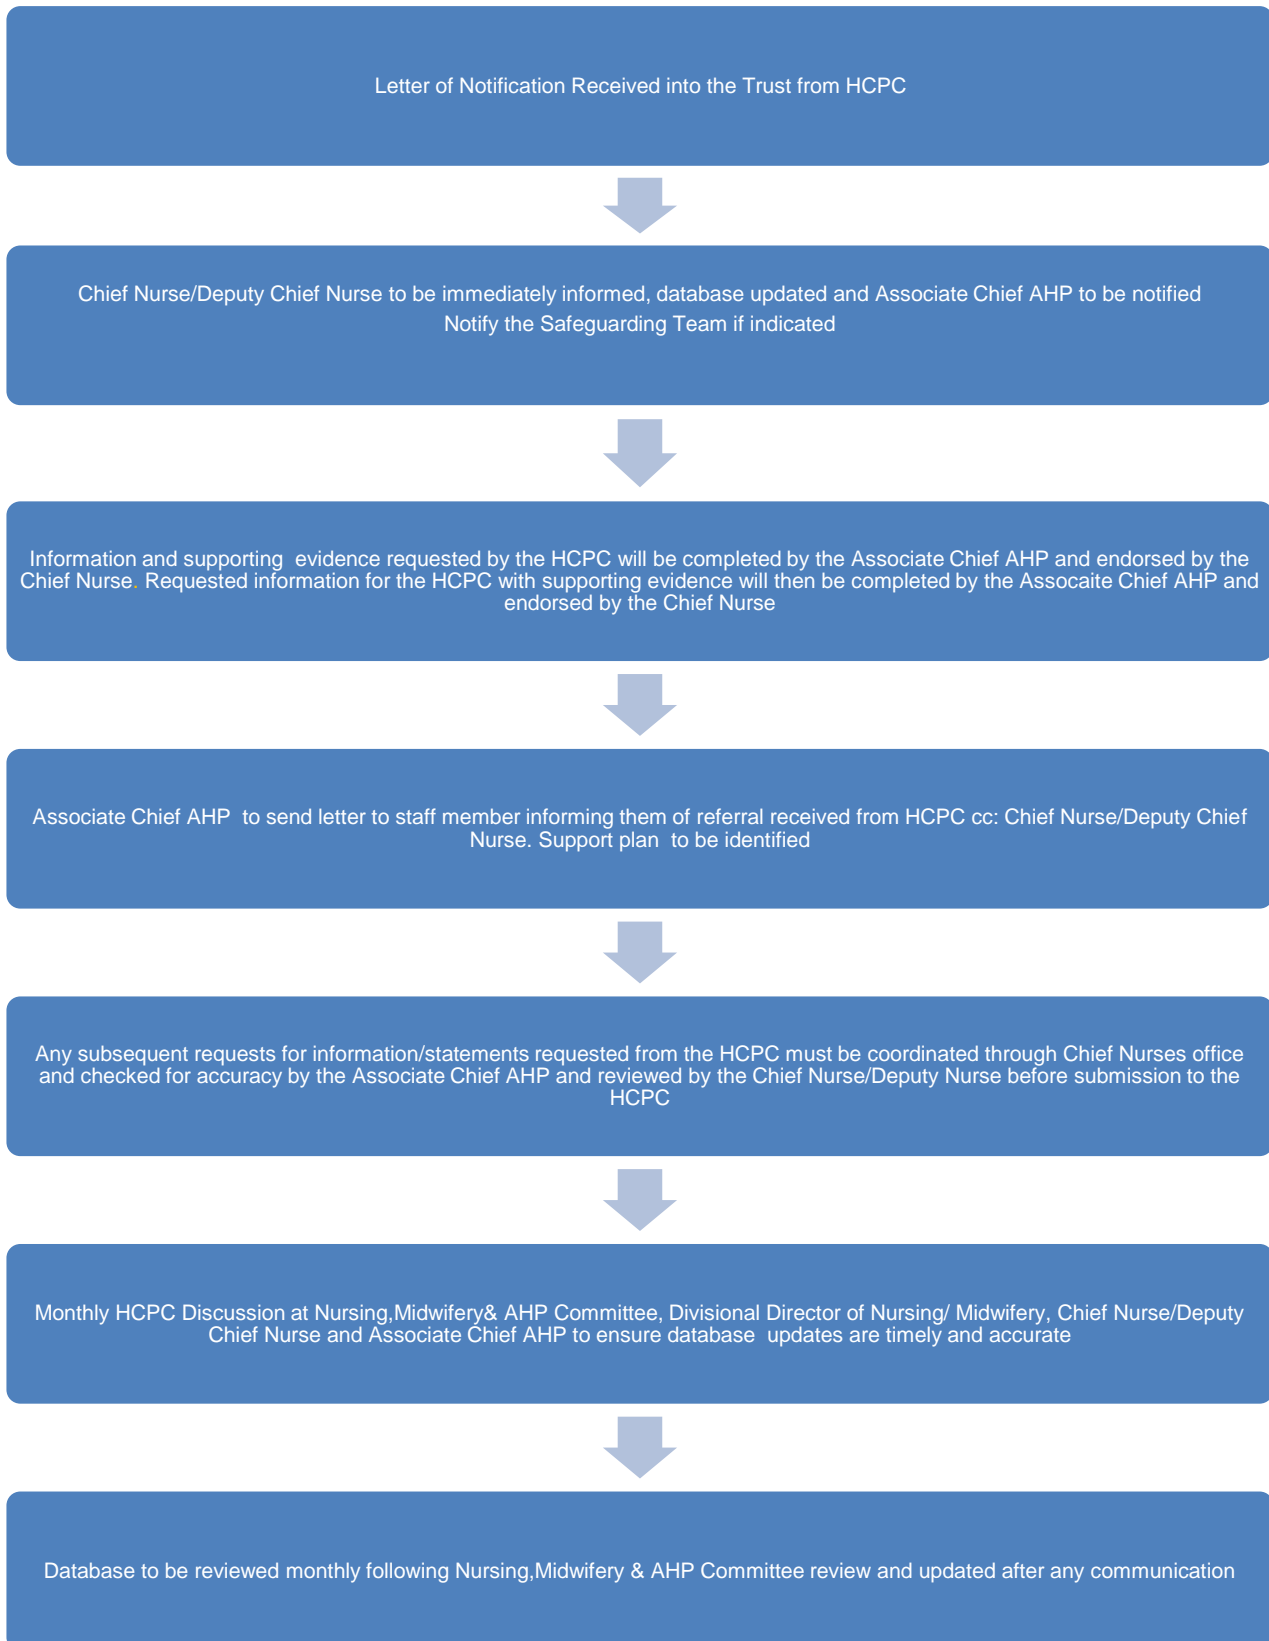 Letter of Notification Received into the Trust from HCPC
Chief Nurse/Deputy Chief Nurse to be immediately informed, database updated and Associate Chief AHP to be notified
Notify the Safeguarding Team if indicated
Information and supporting  evidence requested by the HCPC will be completed by the Associate Chief AHP and endorsed by the
Chief Nurse. Requested information for the HCPC with supporting evidence will then be completed by the Assocaite Chief AHP and
endorsed by the Chief Nurse
Associate Chief AHP  to send letter to staff member informing them of referral received from HCPC cc: Chief Nurse/Deputy Chief
Nurse. Support plan  to be identified
Any subsequent requests for information/statements requested from the HCPC must be coordinated through Chief Nurses office
and checked for accuracy by the Associate Chief AHP and reviewed by the Chief Nurse/Deputy Nurse before submission to the
HCPC
Monthly HCPC Discussion at Nursing,Midwifery& AHP Committee, Divisional Director of Nursing/ Midwifery, Chief Nurse/Deputy
Chief Nurse and Associate Chief AHP to ensure database  updates are timely and accurate
Database to be reviewed monthly following Nursing,Midwifery & AHP Committee review and updated after any communication